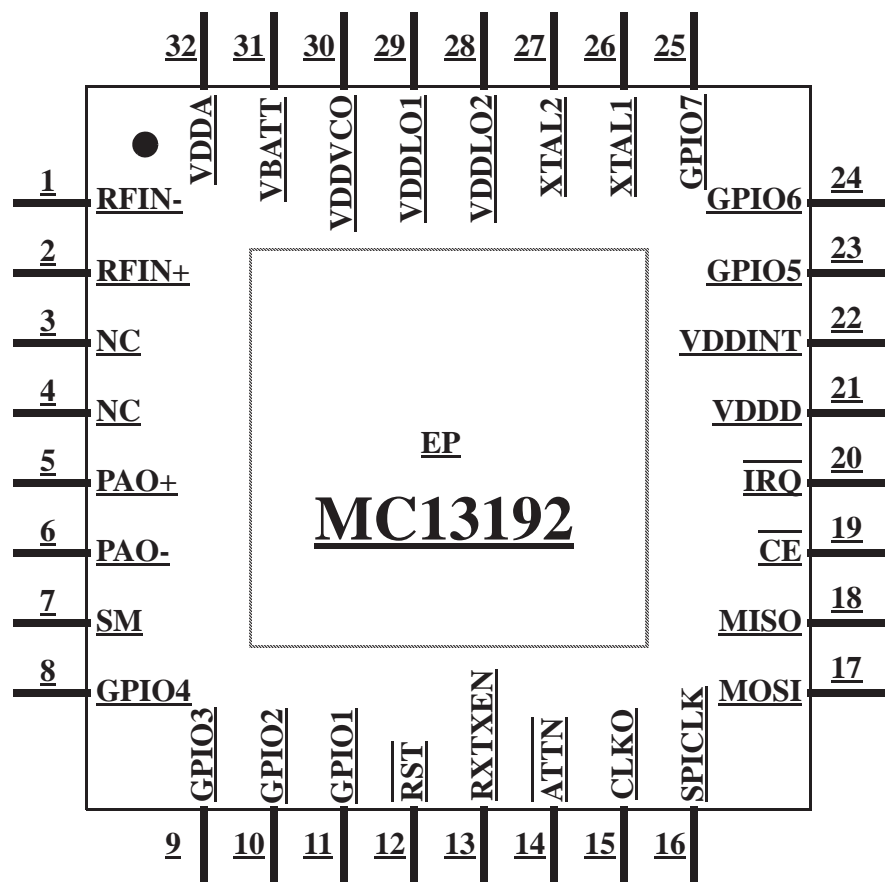 32 31 30 29 28 27 26 25
VDDA VBATT VDDVCO VDDLO1 VDDLO2 XTAL2 XTAL1 GPIO7
1 RFIN-
2 RFIN+
3 NC
4 NC
5 PAO+
6 PAO-
7 SM
8 GPIO4
EP
MC13192
GPIO6 24
GPIO5 23
VDDINT 22
VDDD 21
IRQ 20
CE 19
MISO 18
MOSI 17
GPIO3 GPIO2 GPIO1 RST RXTXEN ATTN CLKO SPICLK
9 10 11 12 13 14 15 16